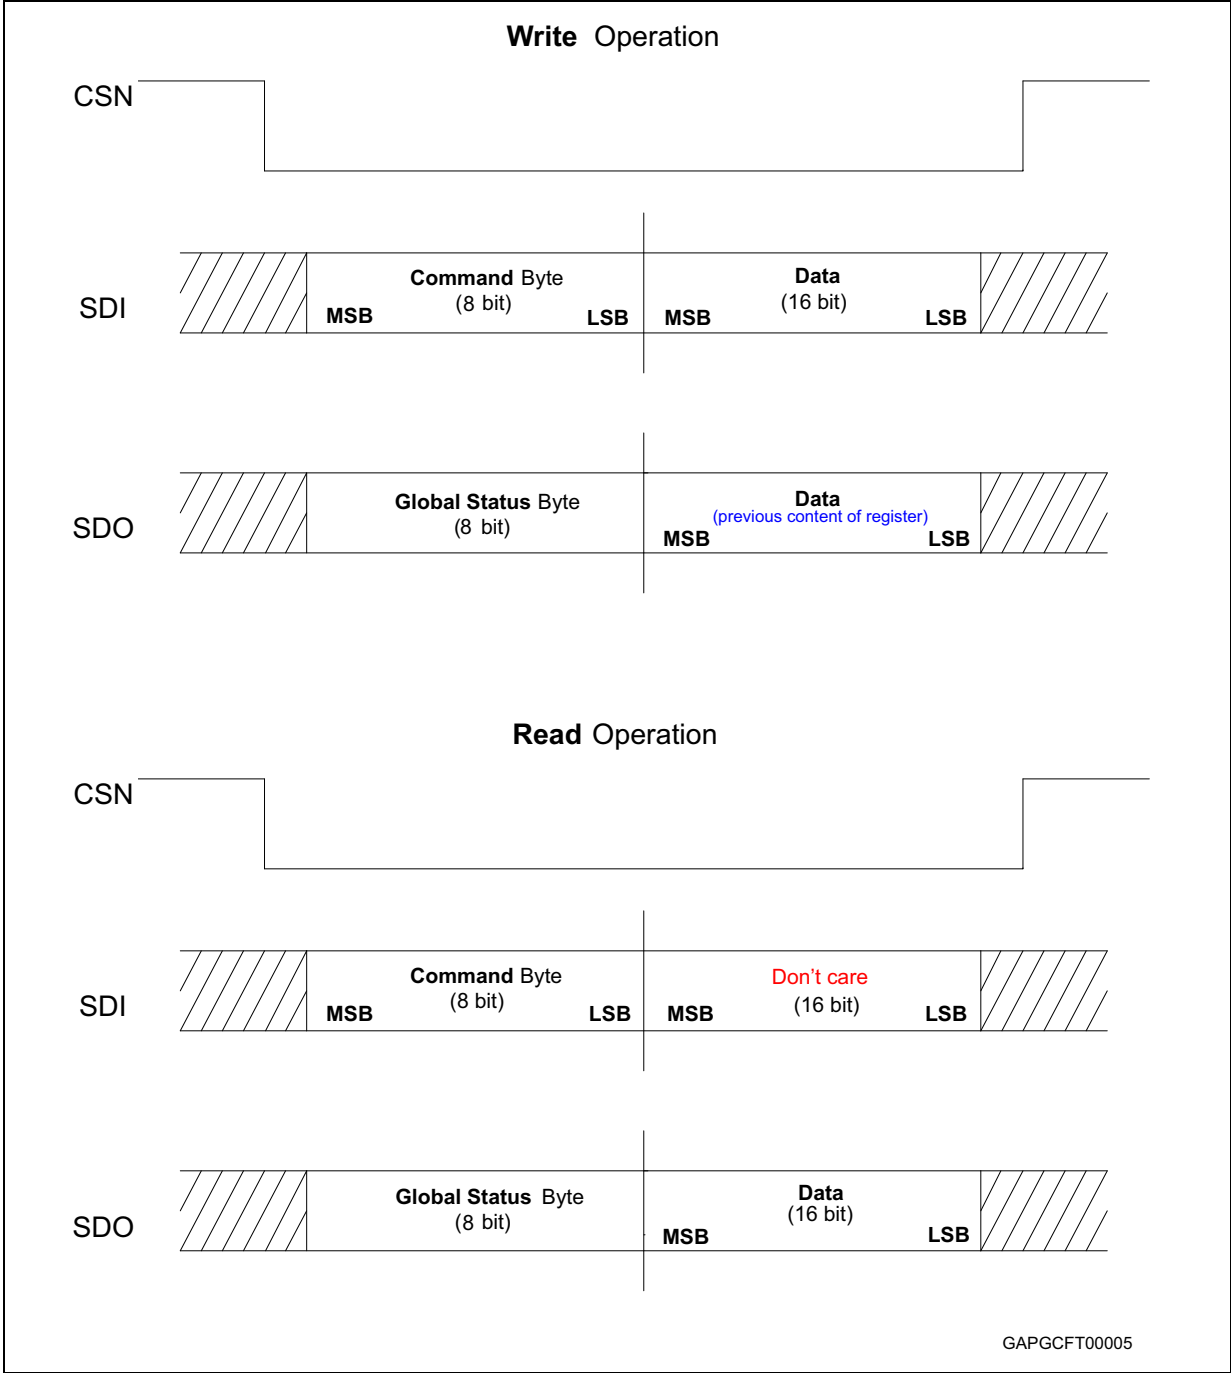 Write Operation
CSN
SDI
Command Byte
(8 bit)
MSB LSB
Data
(16 bit)
MSB LSB
SDO
Global Status Byte
(8 bit)
Data
(previous content of register)
MSB LSB
Read Operation
CSN
SDI
Command Byte
(8 bit)
MSB LSB
Don't care
(16 bit)
MSB LSB
SDO
Global Status Byte
(8 bit)
Data
(16 bit)
MSB LSB
GAPGCFT00005